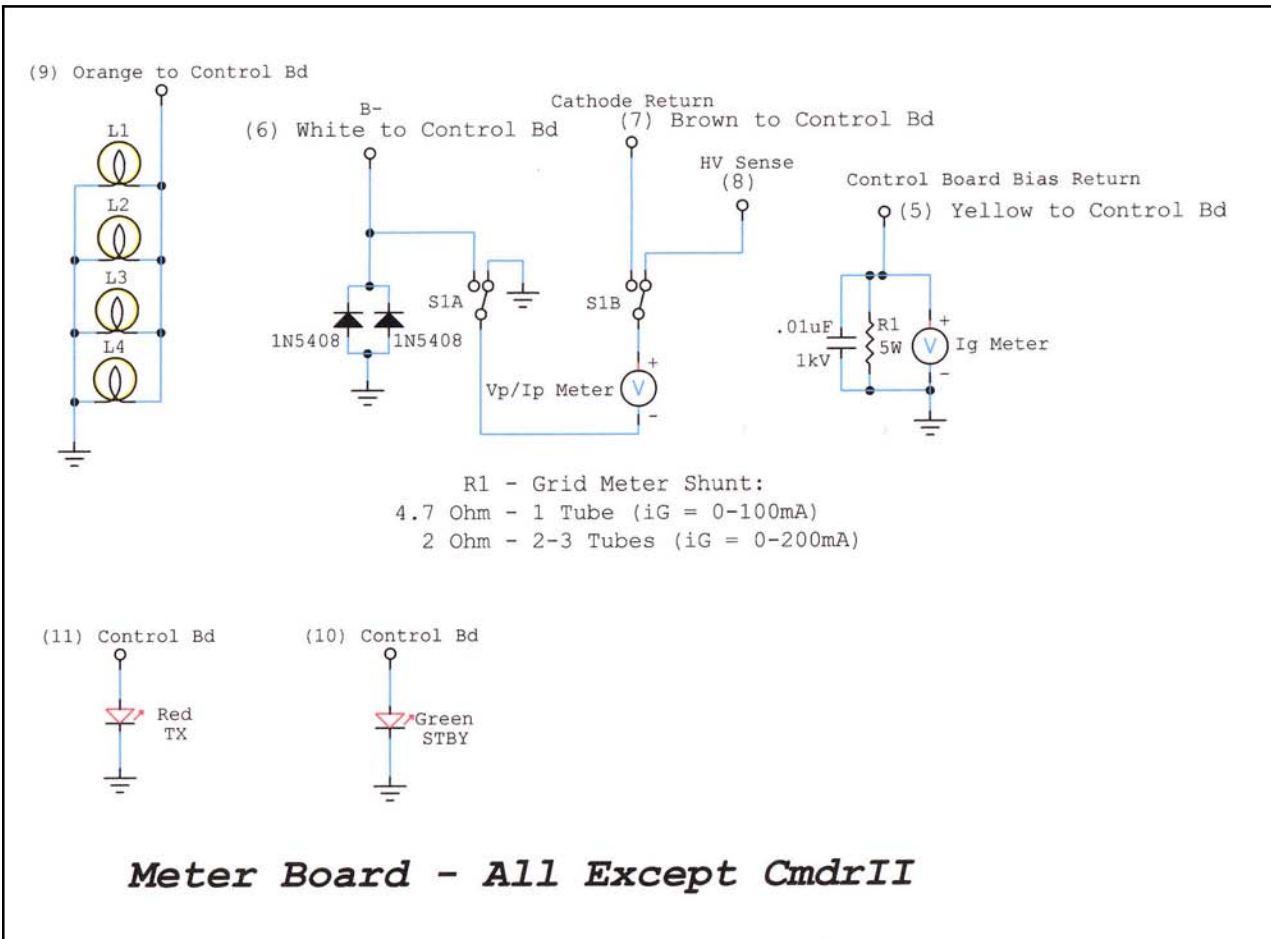 (9) Orange to Control Bd
L1
L2
L3
L4
B-
(6) White to Control Bd
1N5408
1N5408
S1A
Cathode Return
(7) Brown to Control Bd
HV Sense
(8)
S1B
+
Vp/Ip Meter
V
-
Control Board Bias Return
(5) Yellow to Control Bd
.01uF
1kV
R1
5W
+
V
Ig Meter
-
R1 - Grid Meter Shunt:
4.7 Ohm - 1 Tube (iG = 0-100mA)
2 Ohm - 2-3 Tubes (iG = 0-200mA)
(11) Control Bd
Red
TX
(10) Control Bd
Green
STBY
Meter Board - All Except CmdrII